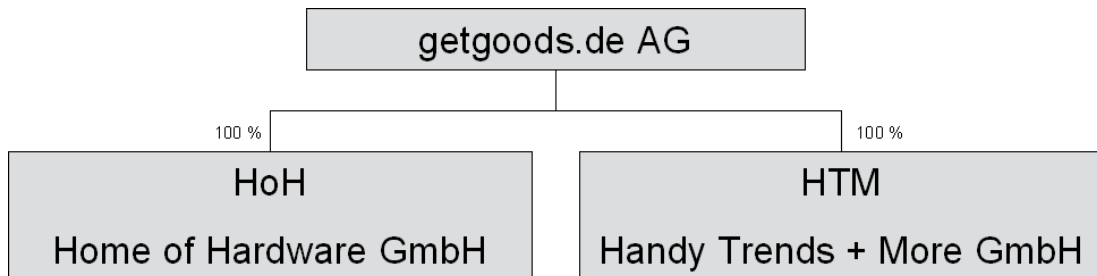 getgoods.de AG
100 %
100 %
HoH
Home of Hardware GmbH
HTM
Handy Trends + More GmbH